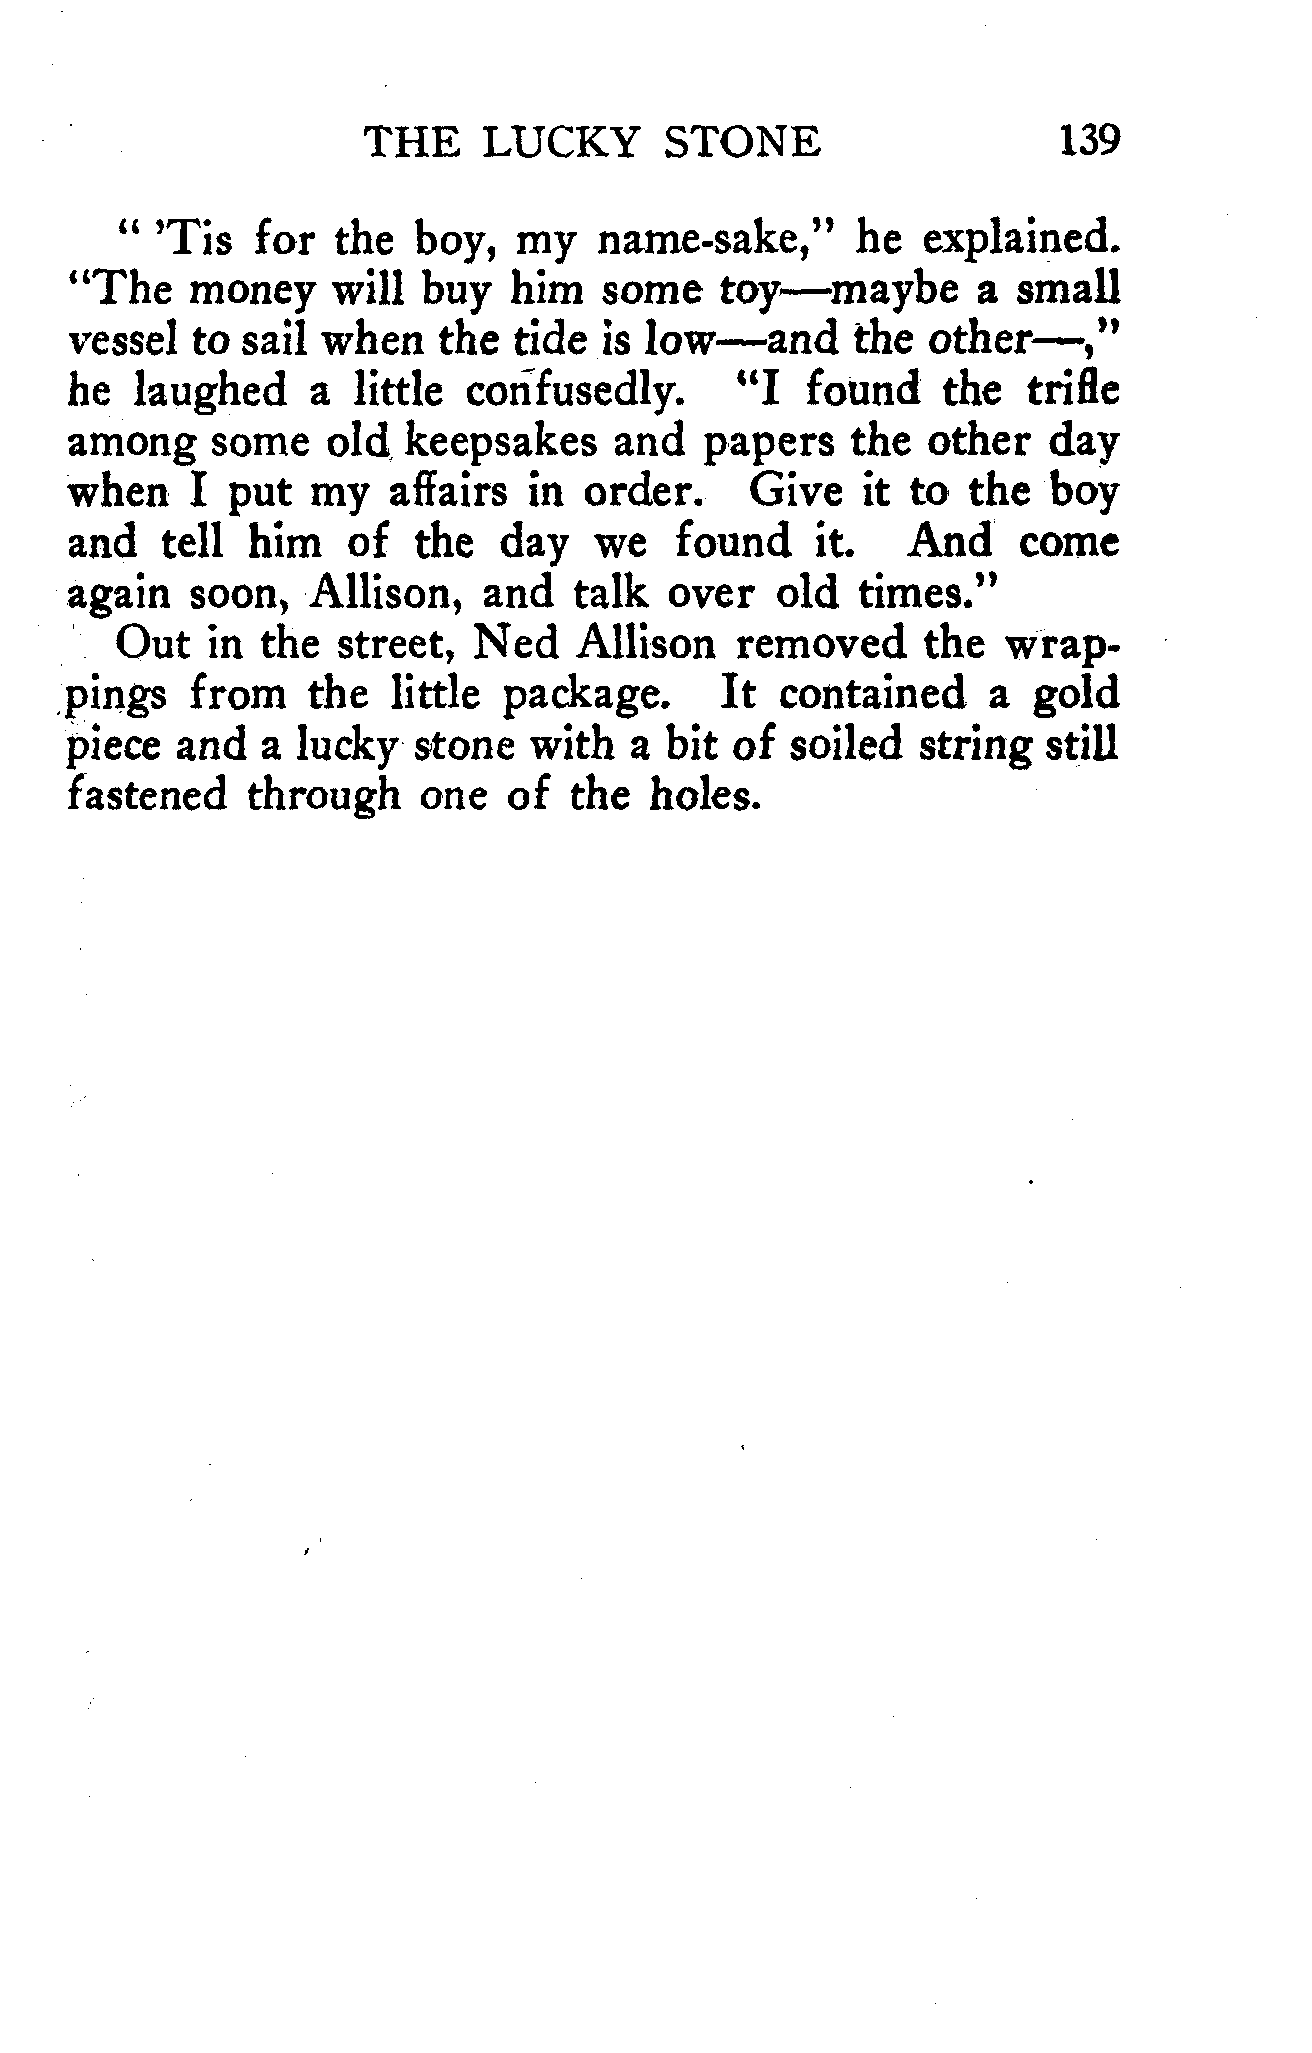 THE LUCKY STONE 139
“ ’Tis for the boy, my name-sake,” he explained.
“The money will buy him some toy—maybe a small
vessel to sail when the tide is low—and the other—,”
he laughed a little confusedly. “I found the trifle
among some old keepsakes and papers the other day
when I put my affairs in order. Give it to the boy
and tell him of the day we found it. And come
again soon, Allison, and talk over old times.”
Out in the street, Ned Allison removed the wrap-
pings from the little package. It contained a gold
piece and a lucky stone with a bit of soiled string still
fastened through one of the holes.